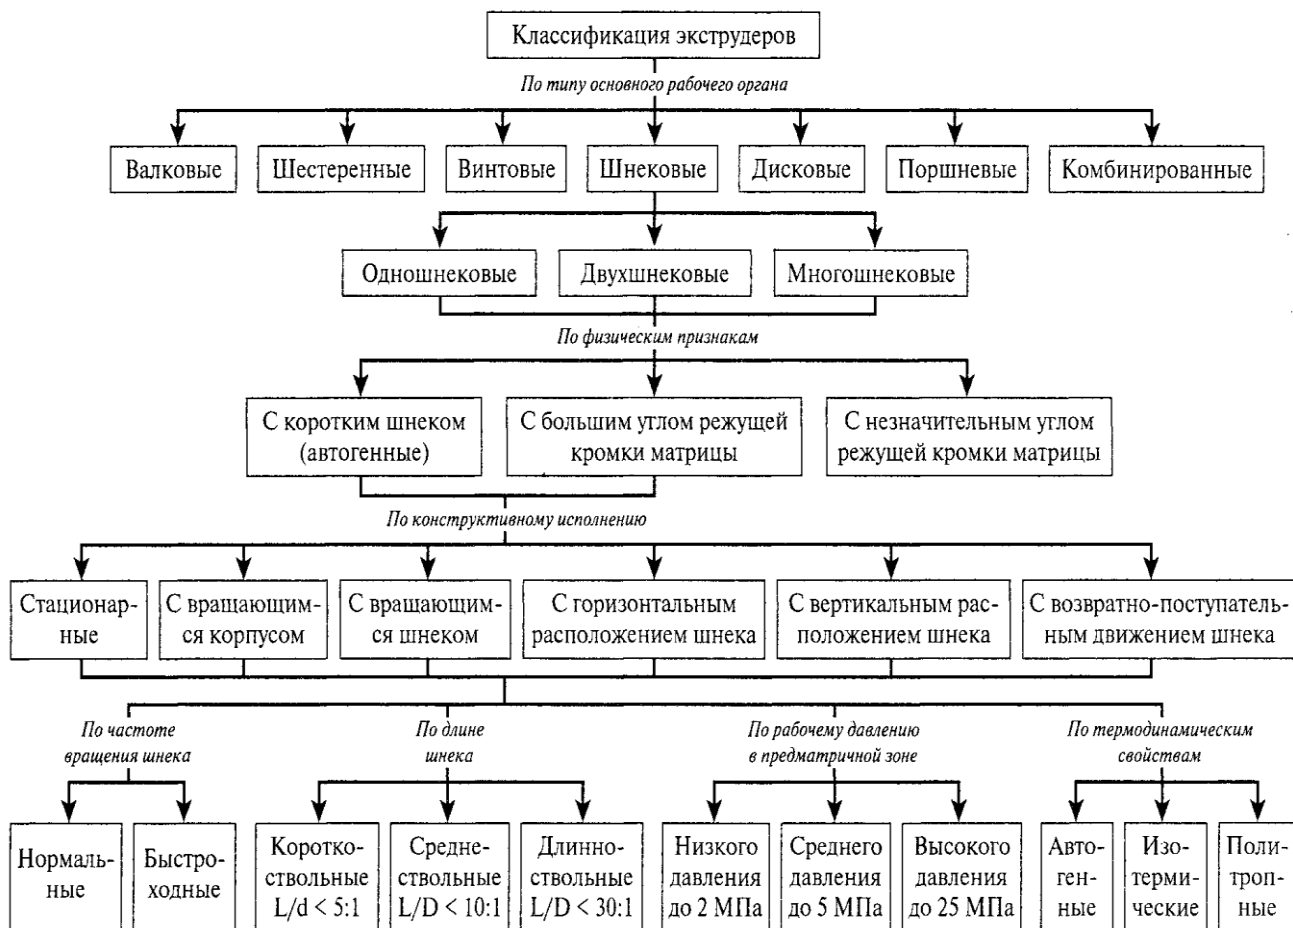 Классификация экструдеров
По типу основного рабочего органа
Валковые
Шестеренные
Винтовые
Шнековые
Дисковые
Поршневые
Комбинированные
Одношнековые
Двухшнековые
Многошнековые
По физическим признакам
С коротким шнеком
(автогенные)
С большим углом режущей
кромки матрицы
С незначительным углом
режущей кромки матрицы
По конструктивному исполнению
Стационар-
ные
С вращающим-
ся корпусом
С вращающим-
ся шнеком
С горизонтальным
расположением шнека
С вертикальным рас-
положением шнека
С возвратно-поступатель-
ным движением шнека
По частоте
вращения шнека
По длине
шнека
По рабочему давлению
в предматричной зоне
По термодинамическим
свойствам
Нормаль-
ные
Быстро-
ходные
Коротко-
ствольные
L/d < 5:1
Средне-
ствольные
L/D < 10:1
Длинно-
ствольные
L/D < 30:1
Низкого
давления
до 2 МПа
Среднего
давления
до 5 МПа
Высокого
давления
до 25 МПа
Авто-
ген-
ные
Изо-
терми-
ческие
Поли-
троп-
ные